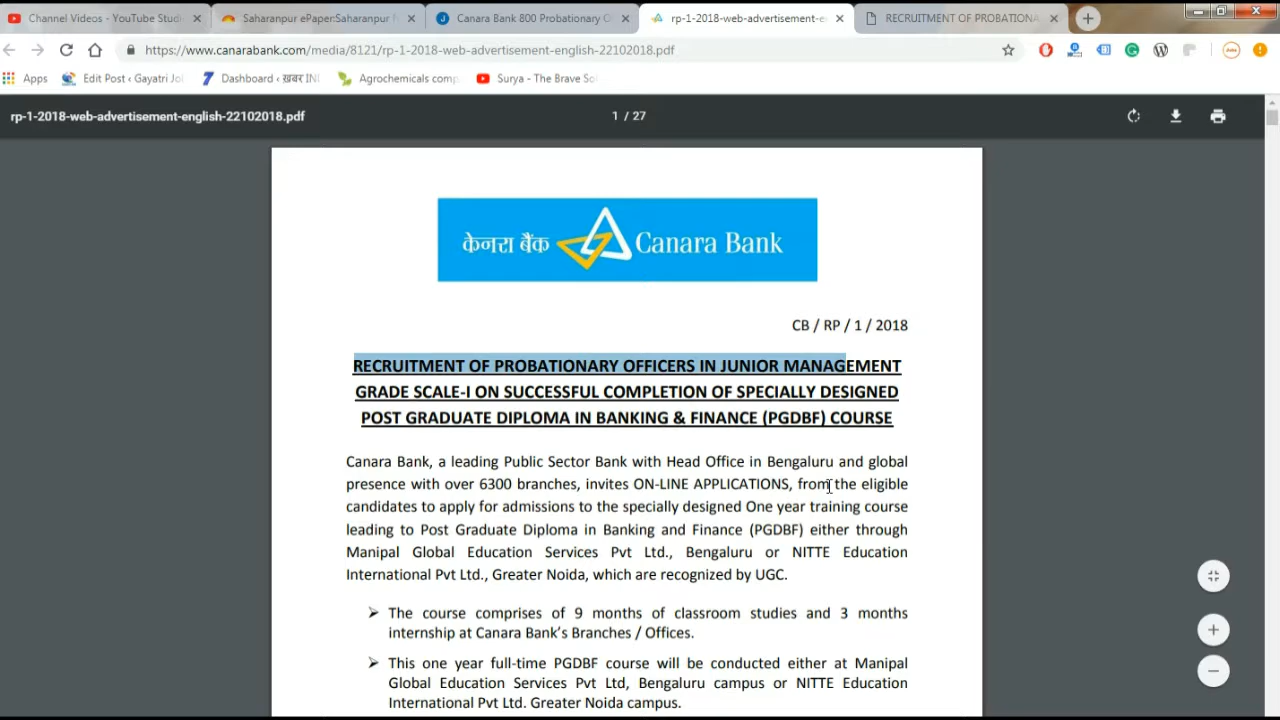 Channel Videos - YouTube Studi
Saharanpur ePaper:Saharanpur N
Canara Bank 800 Probationary O
rp-1-2018-web-advertisement-e
RECRUITMENT OF PROBATIONA
https://www.canarabank.com/media/8121/rp-1-2018-web-advertisement-english-22102018.pdf
Apps
Edit Post ‹ Gayatri Jo
Dashboard ‹ ख़बर INI
Agrochemicals comp
Surya - The Brave So
rp-1-2018-web-advertisement-english-22102018.pdf
1 / 27
केनरा बैंक Canara Bank
CB / RP / 1 / 2018
RECRUITMENT OF PROBATIONARY OFFICERS IN JUNIOR MANAGEMENT
GRADE SCALE-I ON SUCCESSFUL COMPLETION OF SPECIALLY DESIGNED
POST GRADUATE DIPLOMA IN BANKING & FINANCE (PGDBF) COURSE
Canara Bank, a leading Public Sector Bank with Head Office in Bengaluru and global
presence with over 6300 branches, invites ON-LINE APPLICATIONS, from the eligible
candidates to apply for admissions to the specially designed One year training course
leading to Post Graduate Diploma in Banking and Finance (PGDBF) either through
Manipal Global Education Services Pvt Ltd., Bengaluru or NITTE Education
International Pvt Ltd., Greater Noida, which are recognized by UGC.
➢ The course comprises of 9 months of classroom studies and 3 months
internship at Canara Bank’s Branches / Offices.
➢ This one year full-time PGDBF course will be conducted either at Manipal
Global Education Services Pvt Ltd, Bengaluru campus or NITTE Education
International Pvt Ltd. Greater Noida campus.